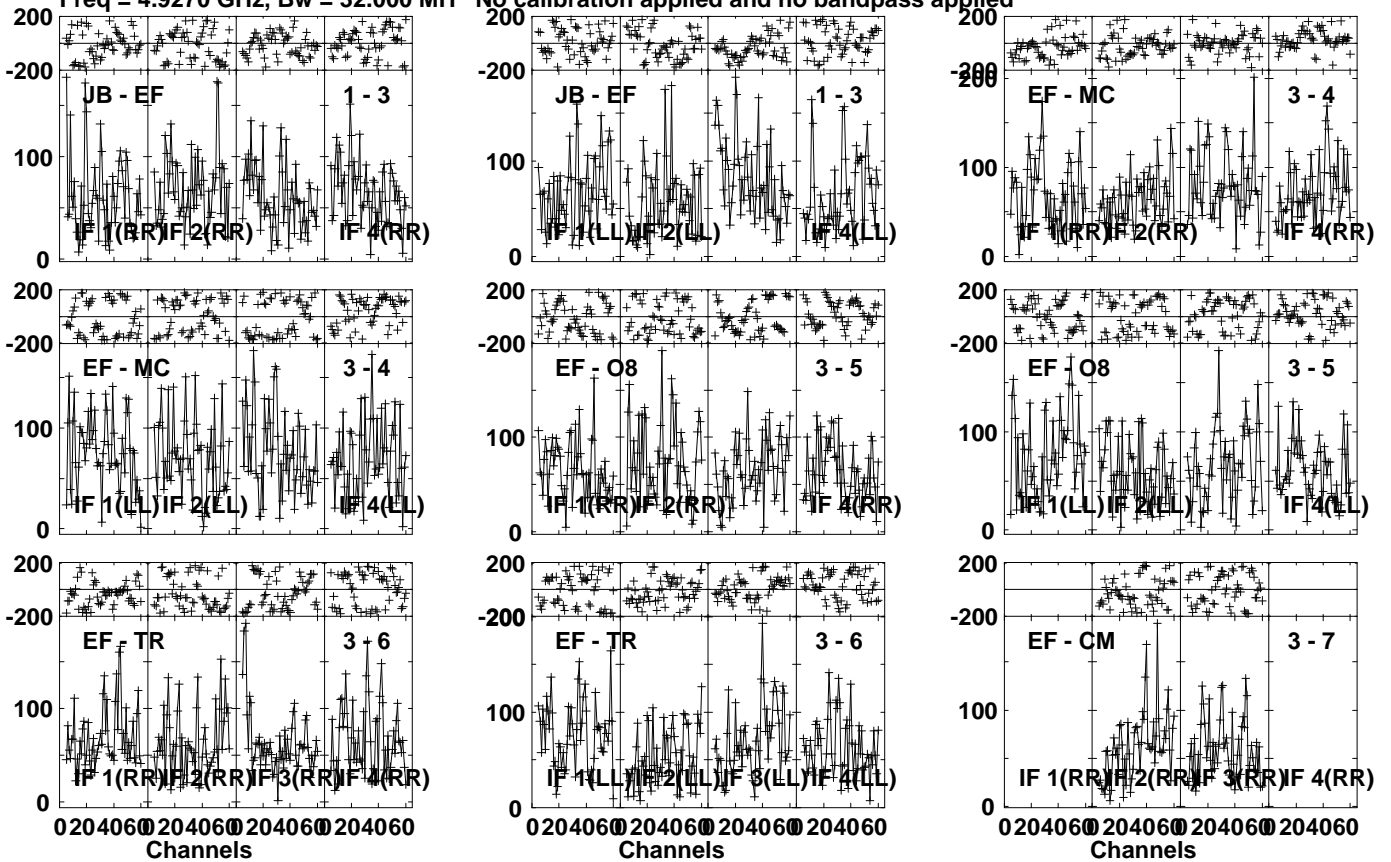 Freq = 4.9270 GHz, Bw = 32.000 MH No calibration applied and no bandpass applied
200
-200
JB - EF 1 - 3
100
IF 1(RR) IF 2(RR) IF 4(RR)
0
200
-200
JB - EF 1 - 3
100
IF 1(LL) IF 2(LL) IF 4(LL)
0
200
-200
200
EF - MC 3 - 4
100
IF 1(RR) IF 2(RR) IF 4(RR)
0
200
-200
EF - MC 3 - 4
100
IF 1(LL) IF 2(LL) IF 4(LL)
0
200
-200
EF - O8 3 - 5
100
IF 1(RR) IF 2(RR) IF 4(RR)
0
200
-200
EF - O8 3 - 5
100
IF 1(LL) IF 2(LL) IF 4(LL)
0
200
-200
EF - TR 3 - 6
100
IF 1(RR) IF 2(RR) IF 3(RR) IF 4(RR)
0
0 20 40 60 0 20 40 60 0 20 40 60 0 20 40 60
Channels
200
-200
EF - TR 3 - 6
100
IF 1(LL) IF 2(LL) IF 3(LL) IF 4(LL)
0
0 20 40 60 0 20 40 60 0 20 40 60 0 20 40 60
Channels
200
-200
EF - CM 3 - 7
100
IF 1(RR) IF 2(RR) IF 3(RR) IF 4(RR)
0
0 20 40 60 0 20 40 60 0 20 40 60 0 20 40 60
Channels